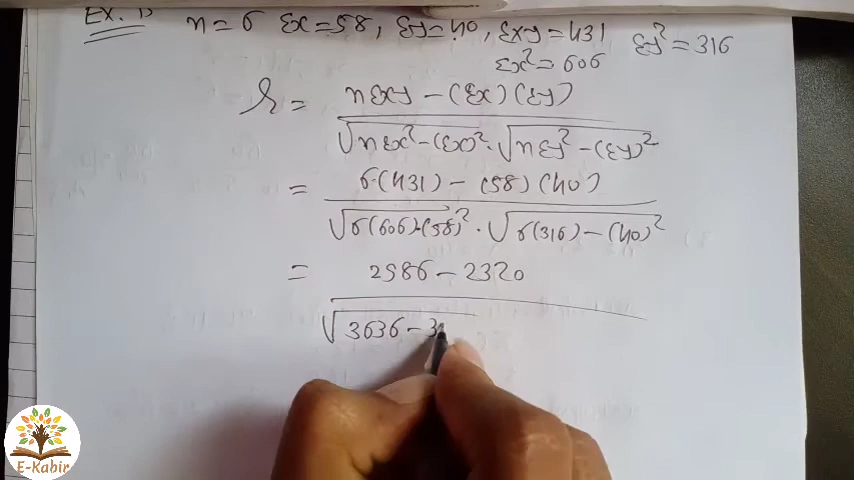 Ex. 1)
n = 6 Σx = 58, Σy = 40, Σxy = 431 Σy² = 316
Σx² = 606
r = nΣxy - (Σx)(Σy)
√nΣx² - (Σx)² · √nΣy² - (Σy)²
= 6(431) - (58)(40)
√6(606) - (58)² · √6(316) - (40)²
= 2586 - 2320
√3636 - 3
E-Kabir